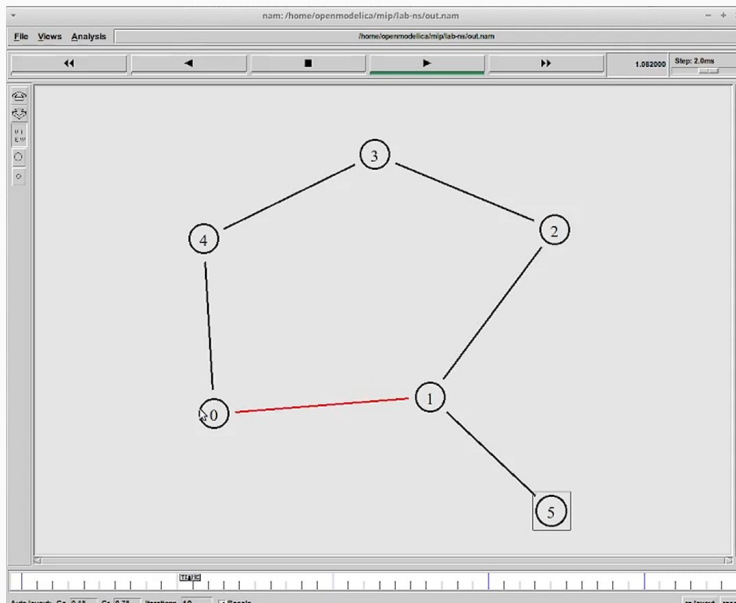 nam: /home/openmodelica/mip/lab-ns/out.nam
File Views Analysis /home/openmodelica/mip/lab-ns/out.nam
1.062000 Step: 2.0ms
3
4
2
0
1
5